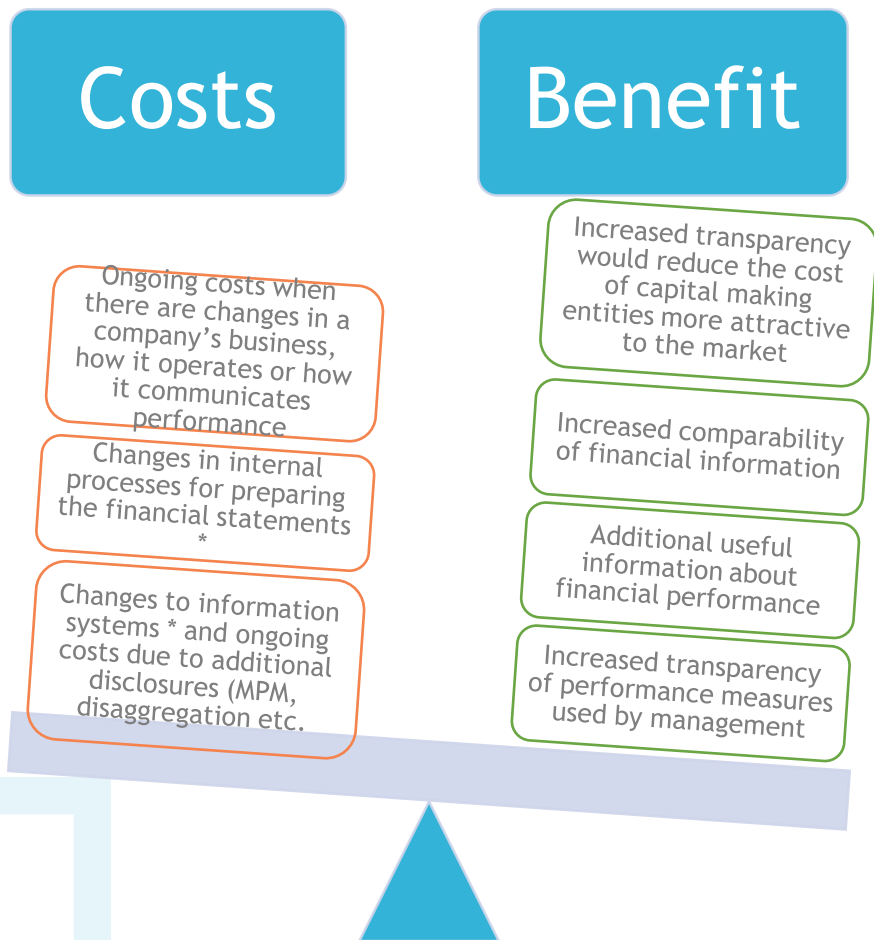 Costs
Ongoing costs when
there are changes in a
company’s business,
how it operates or how
it communicates
performance
Changes in internal
processes for preparing
the financial statements
*
Changes to information
systems * and ongoing
costs due to additional
disclosures (MPM,
disaggregation etc.
Benefit
Increased transparency
would reduce the cost
of capital making
entities more attractive
to the market
Increased comparability
of financial information
Additional useful
information about
financial performance
Increased transparency
of performance measures
used by management